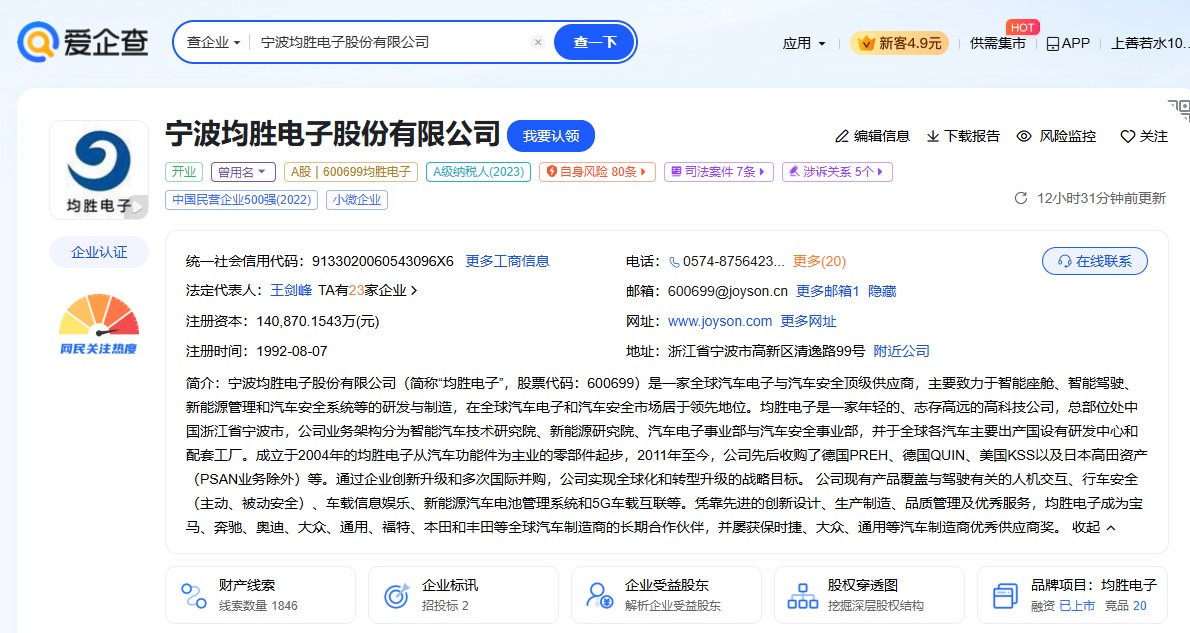 爱企查
查企业 宁波均胜电子股份有限公司 × 查一下
应用 新客4.9元 供需集市 HOT APP 上善若水10...
宁波均胜电子股份有限公司 我要认领
编辑信息 下载报告 风险监控 关注
均胜电子
开业 曾用名 A股 | 600699均胜电子 A级纳税人(2023) 自身风险 80条 司法案件 7条 涉诉关系 5个
中国民营企业500强(2022) 小微企业
12小时31分钟前更新
企业认证
网民关注热度
统一社会信用代码：9133020060543096X6 更多工商信息
电话：0574-8756423... 更多(20)
在线联系
法定代表人：王剑峰 TA有23家企业
邮箱：600699@joyson.cn 更多邮箱1 隐藏
注册资本：140,870.1543万(元)
网址：www.joyson.com 更多网址
注册时间：1992-08-07
地址：浙江省宁波市高新区清逸路99号 附近公司
简介：宁波均胜电子股份有限公司（简称“均胜电子”，股票代码：600699）是一家全球汽车电子与汽车安全顶级供应商，主要致力于智能座舱、智能驾驶、
新能源管理和汽车安全系统等的研发与制造，在全球汽车电子和汽车安全市场居于领先地位。均胜电子是一家年轻的、志存高远的高科技公司，总部位处中
国浙江省宁波市，公司业务架构分为智能汽车技术研究院、新能源研究院、汽车电子事业部与汽车安全事业部，并于全球各汽车主要出产国设有研发中心和
配套工厂。成立于2004年的均胜电子从汽车功能件为主业的零部件起步，2011年至今，公司先后收购了德国PREH、德国QUIN、美国KSS以及日本高田资产
（PSAN业务除外）等。通过企业创新升级和多次国际并购，公司实现全球化和转型升级的战略目标。 公司现有产品覆盖与驾驶有关的人机交互、行车安全
（主动、被动安全）、车载信息娱乐、新能源汽车电池管理系统和5G车载互联等。凭靠先进的创新设计、生产制造、品质管理及优秀服务，均胜电子成为宝
马、奔驰、奥迪、大众、通用、福特、本田和丰田等全球汽车制造商的长期合作伙伴，并屡获保时捷、大众、通用等汽车制造商优秀供应商奖。 收起
财产线索
线索数量 1846
企业标讯
招投标 2
企业受益股东
解析企业受益股东
股权穿透图
挖掘深层股权结构
品牌项目：均胜电子
融资 已上市 竞品 20